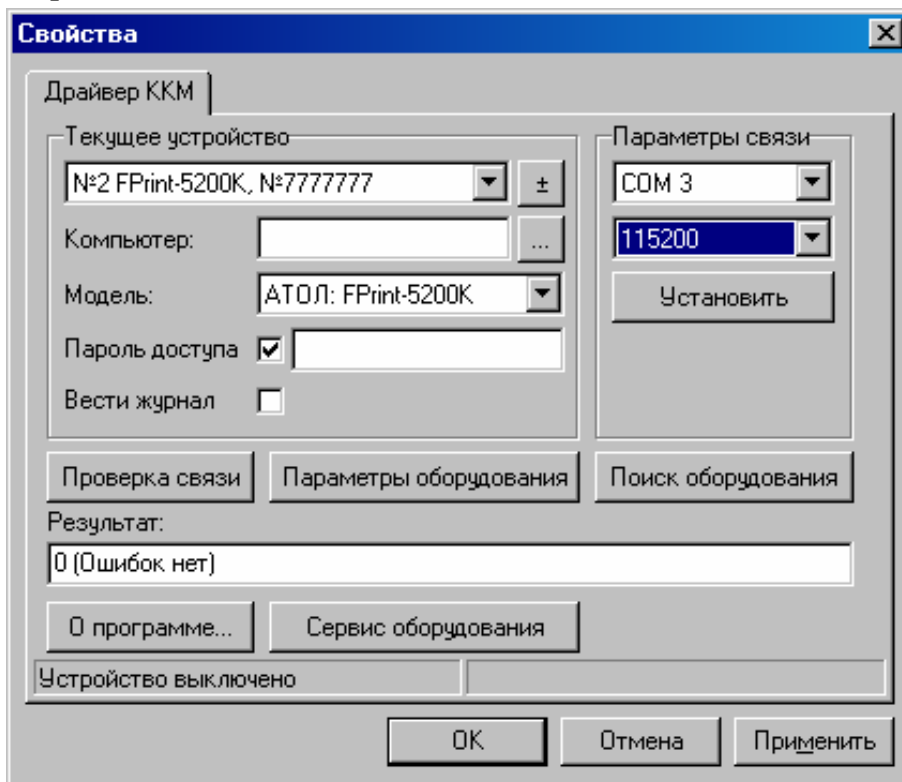 Свойства
Драйвер ККМ
Текущее устройство
№2 FPrint-5200K, №7777777
±
Компьютер:
...
Модель:
АТОЛ: FPrint-5200K
Пароль доступа
Вести журнал
Параметры связи
COM 3
115200
Установить
Проверка связи
Параметры оборудования
Поиск оборудования
Результат:
0 (Ошибок нет)
О программе...
Сервис оборудования
Устройство выключено
OK
Отмена
Применить